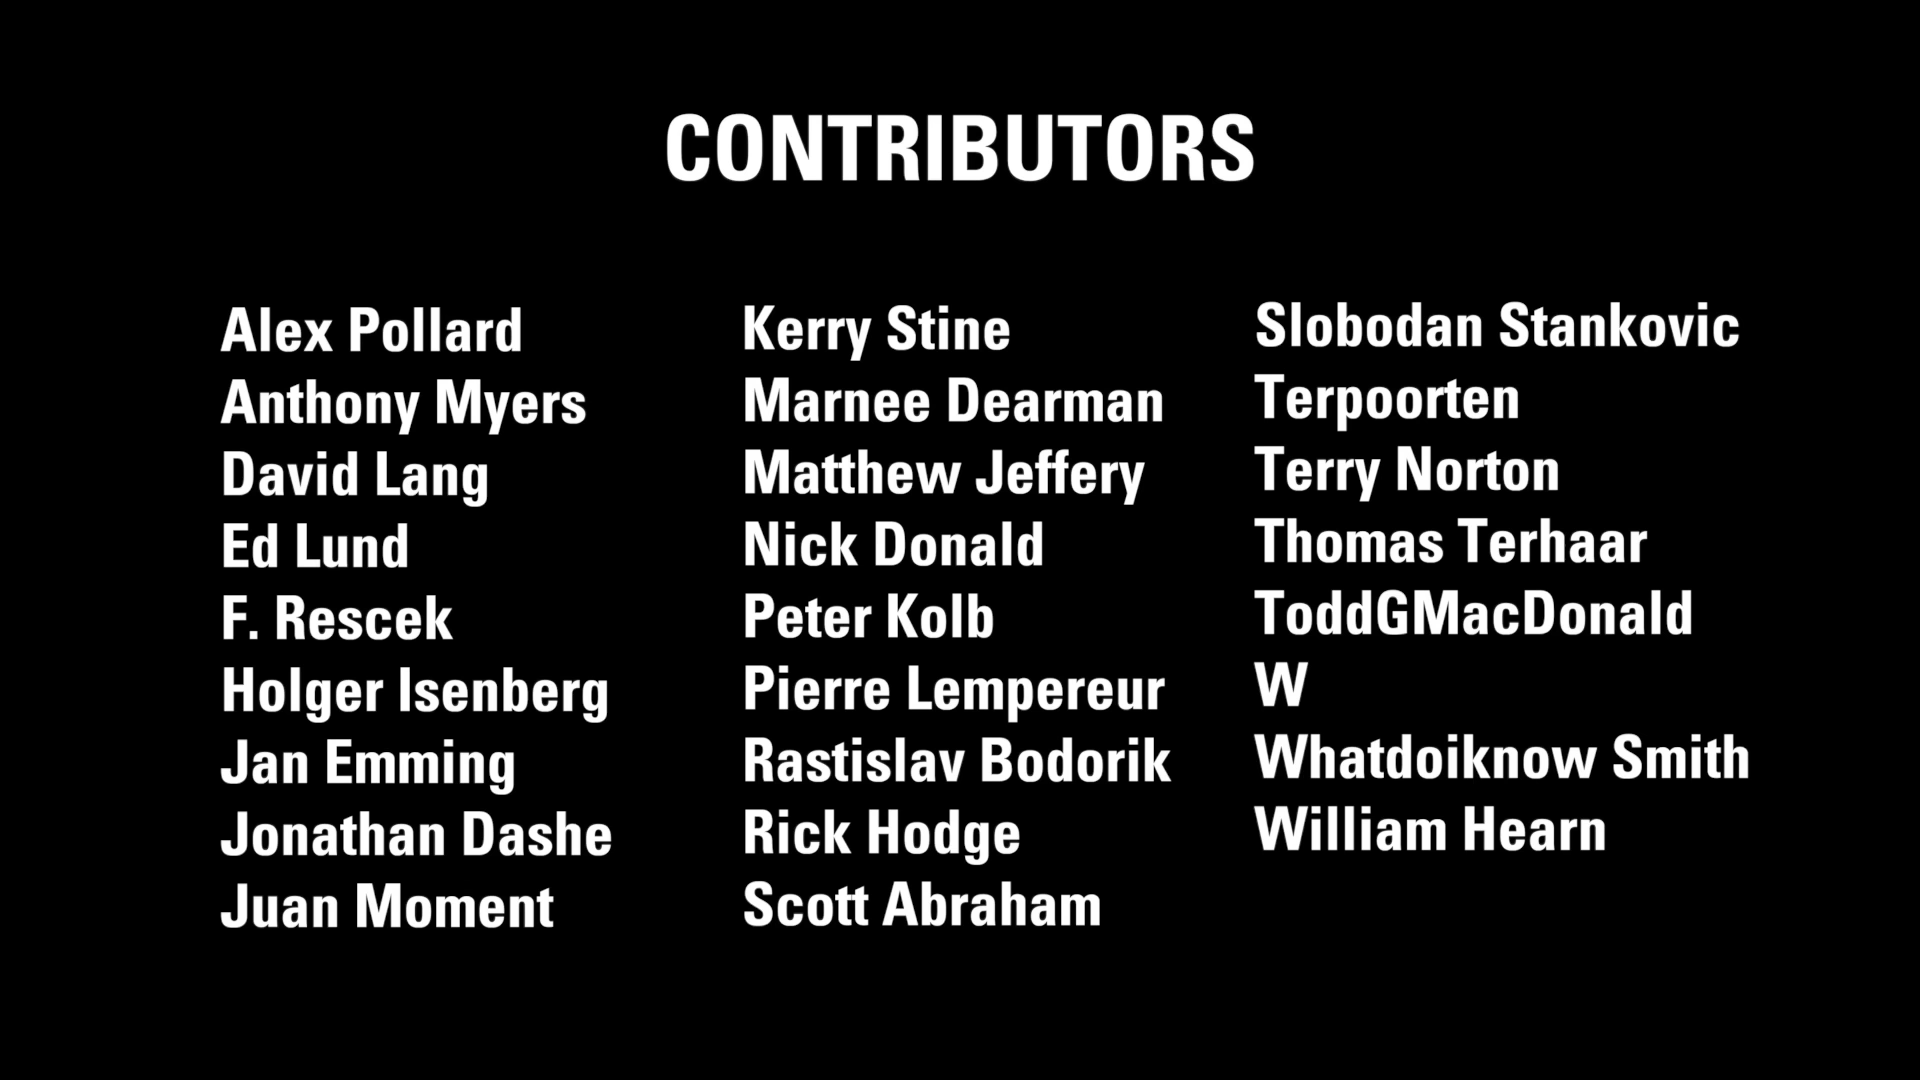 CONTRIBUTORS
Alex Pollard
Anthony Myers
David Lang
Ed Lund
F. Rescek
Holger Isenberg
Jan Emming
Jonathan Dashe
Juan Moment
Kerry Stine
Marnee Dearman
Matthew Jeffery
Nick Donald
Peter Kolb
Pierre Lempereur
Rastislav Bodorik
Rick Hodge
Scott Abraham
Slobodan Stankovic
Terpoorten
Terry Norton
Thomas Terhaar
ToddGMacDonald
W
Whatdoiknow Smith
William Hearn